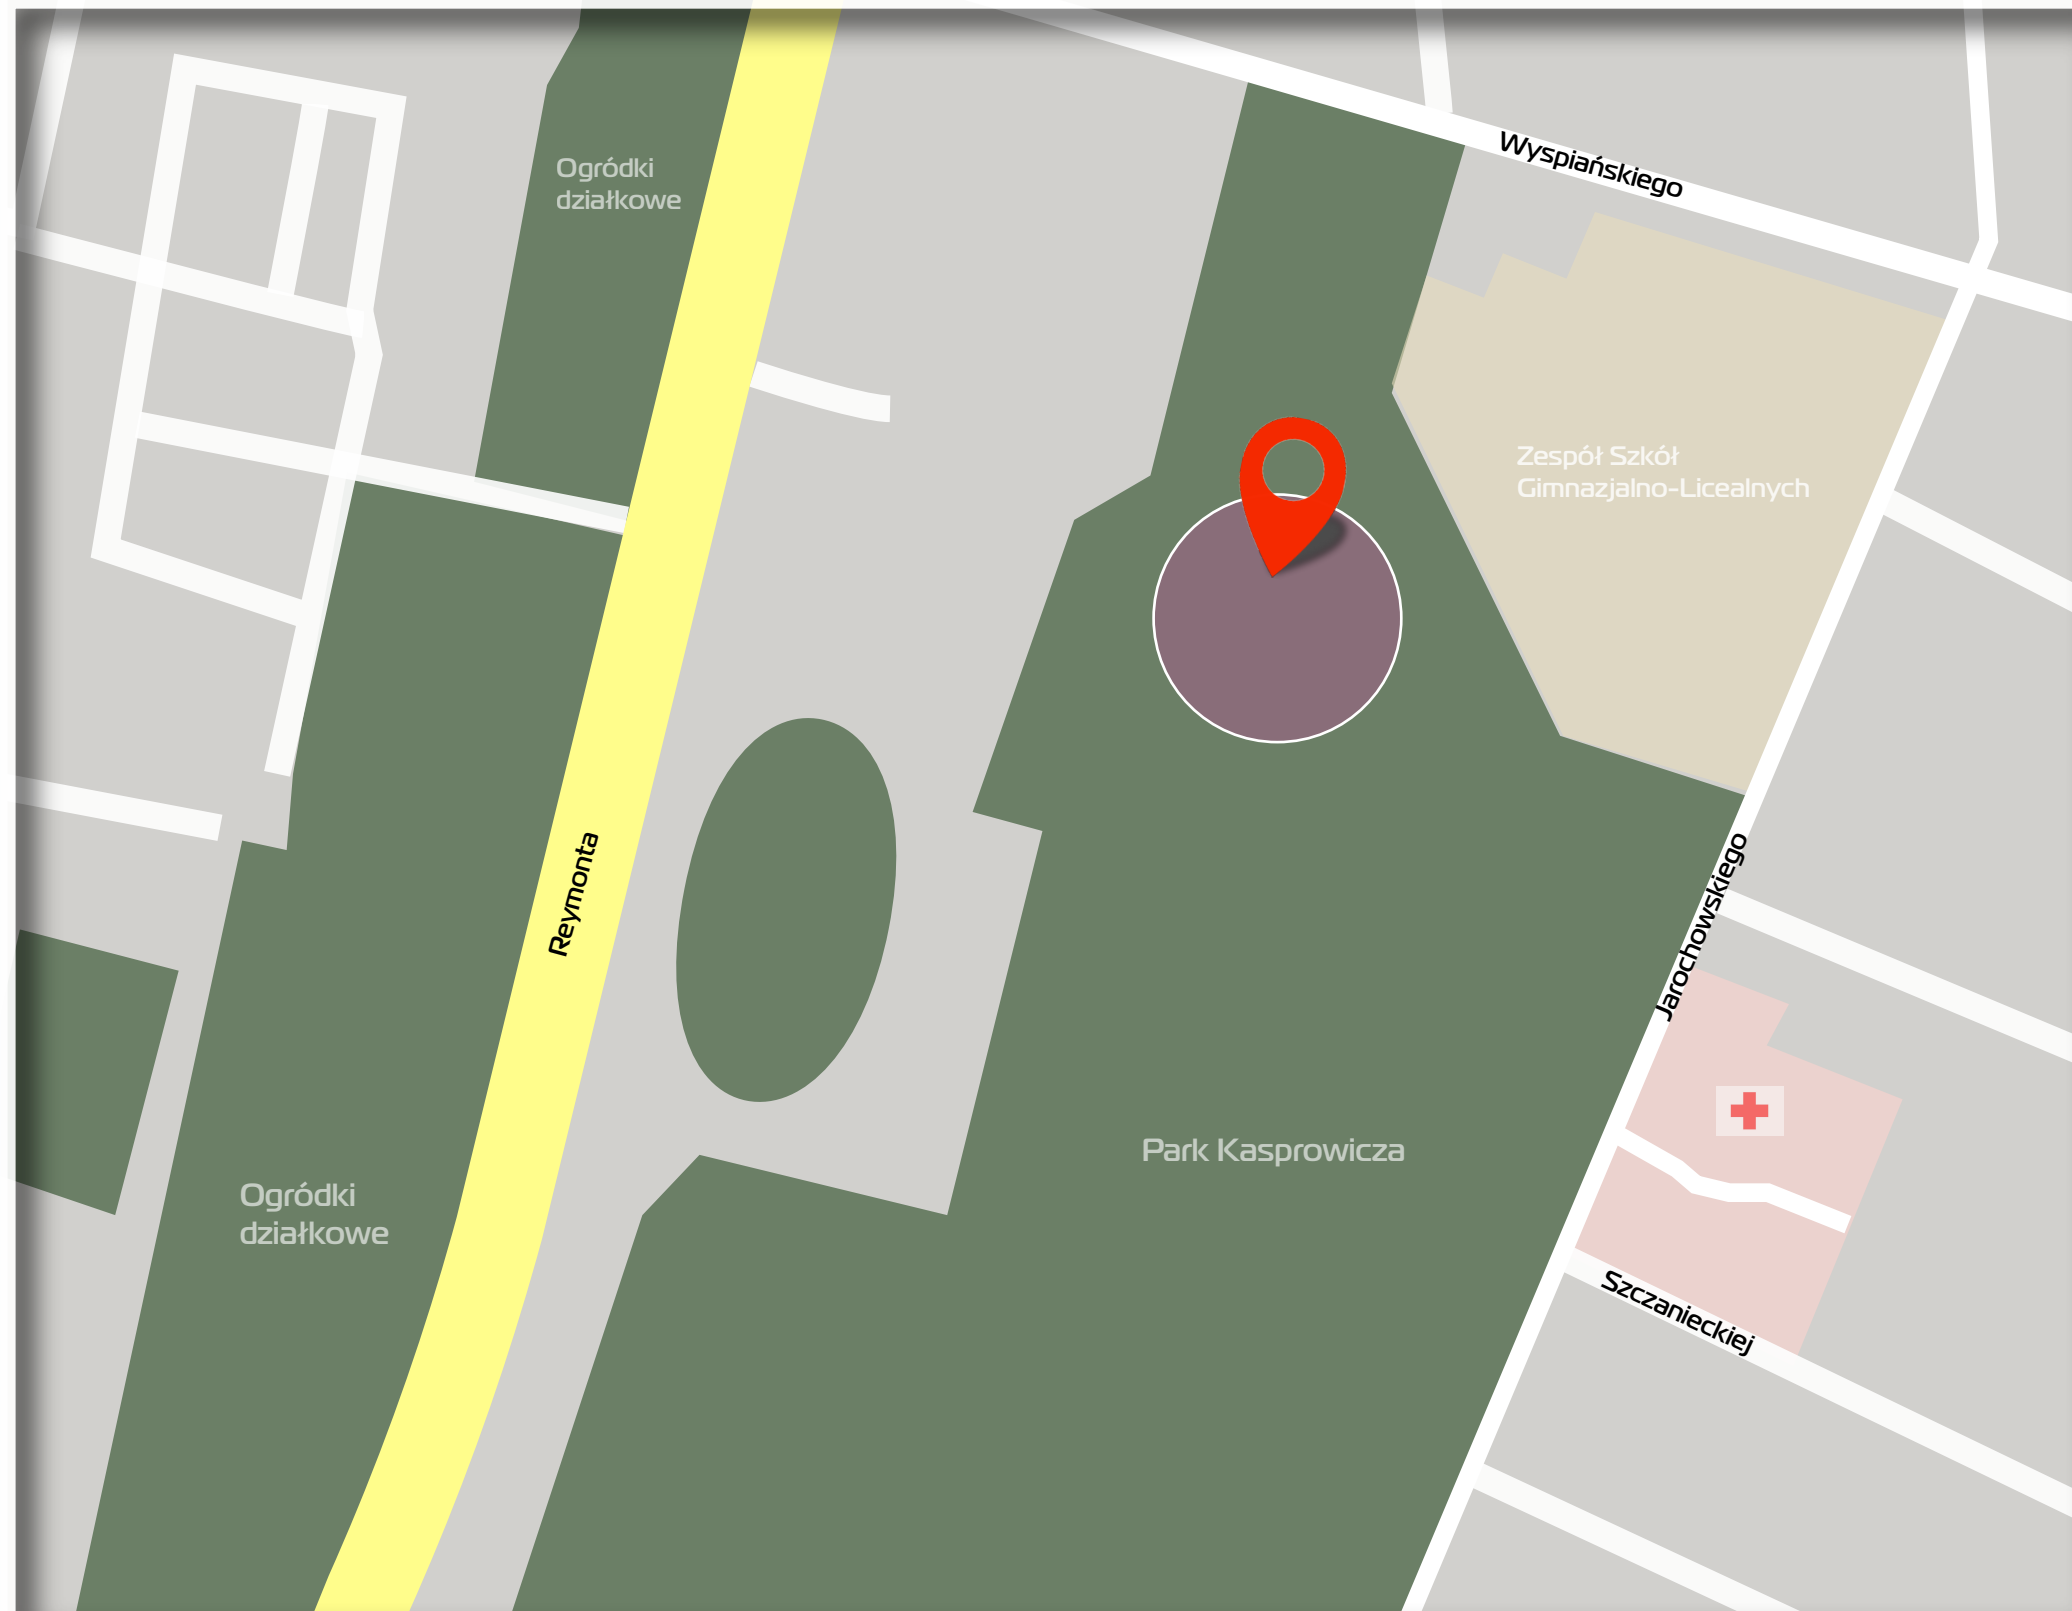 Wyspiańskiego
Ogródki
działkowe
Zespół Szkół
Gimnazjalno-Licealnych
Reymonta
Jarochowskiego
Park Kasprowicza
Ogródki
działkowe
Szczanieckiej